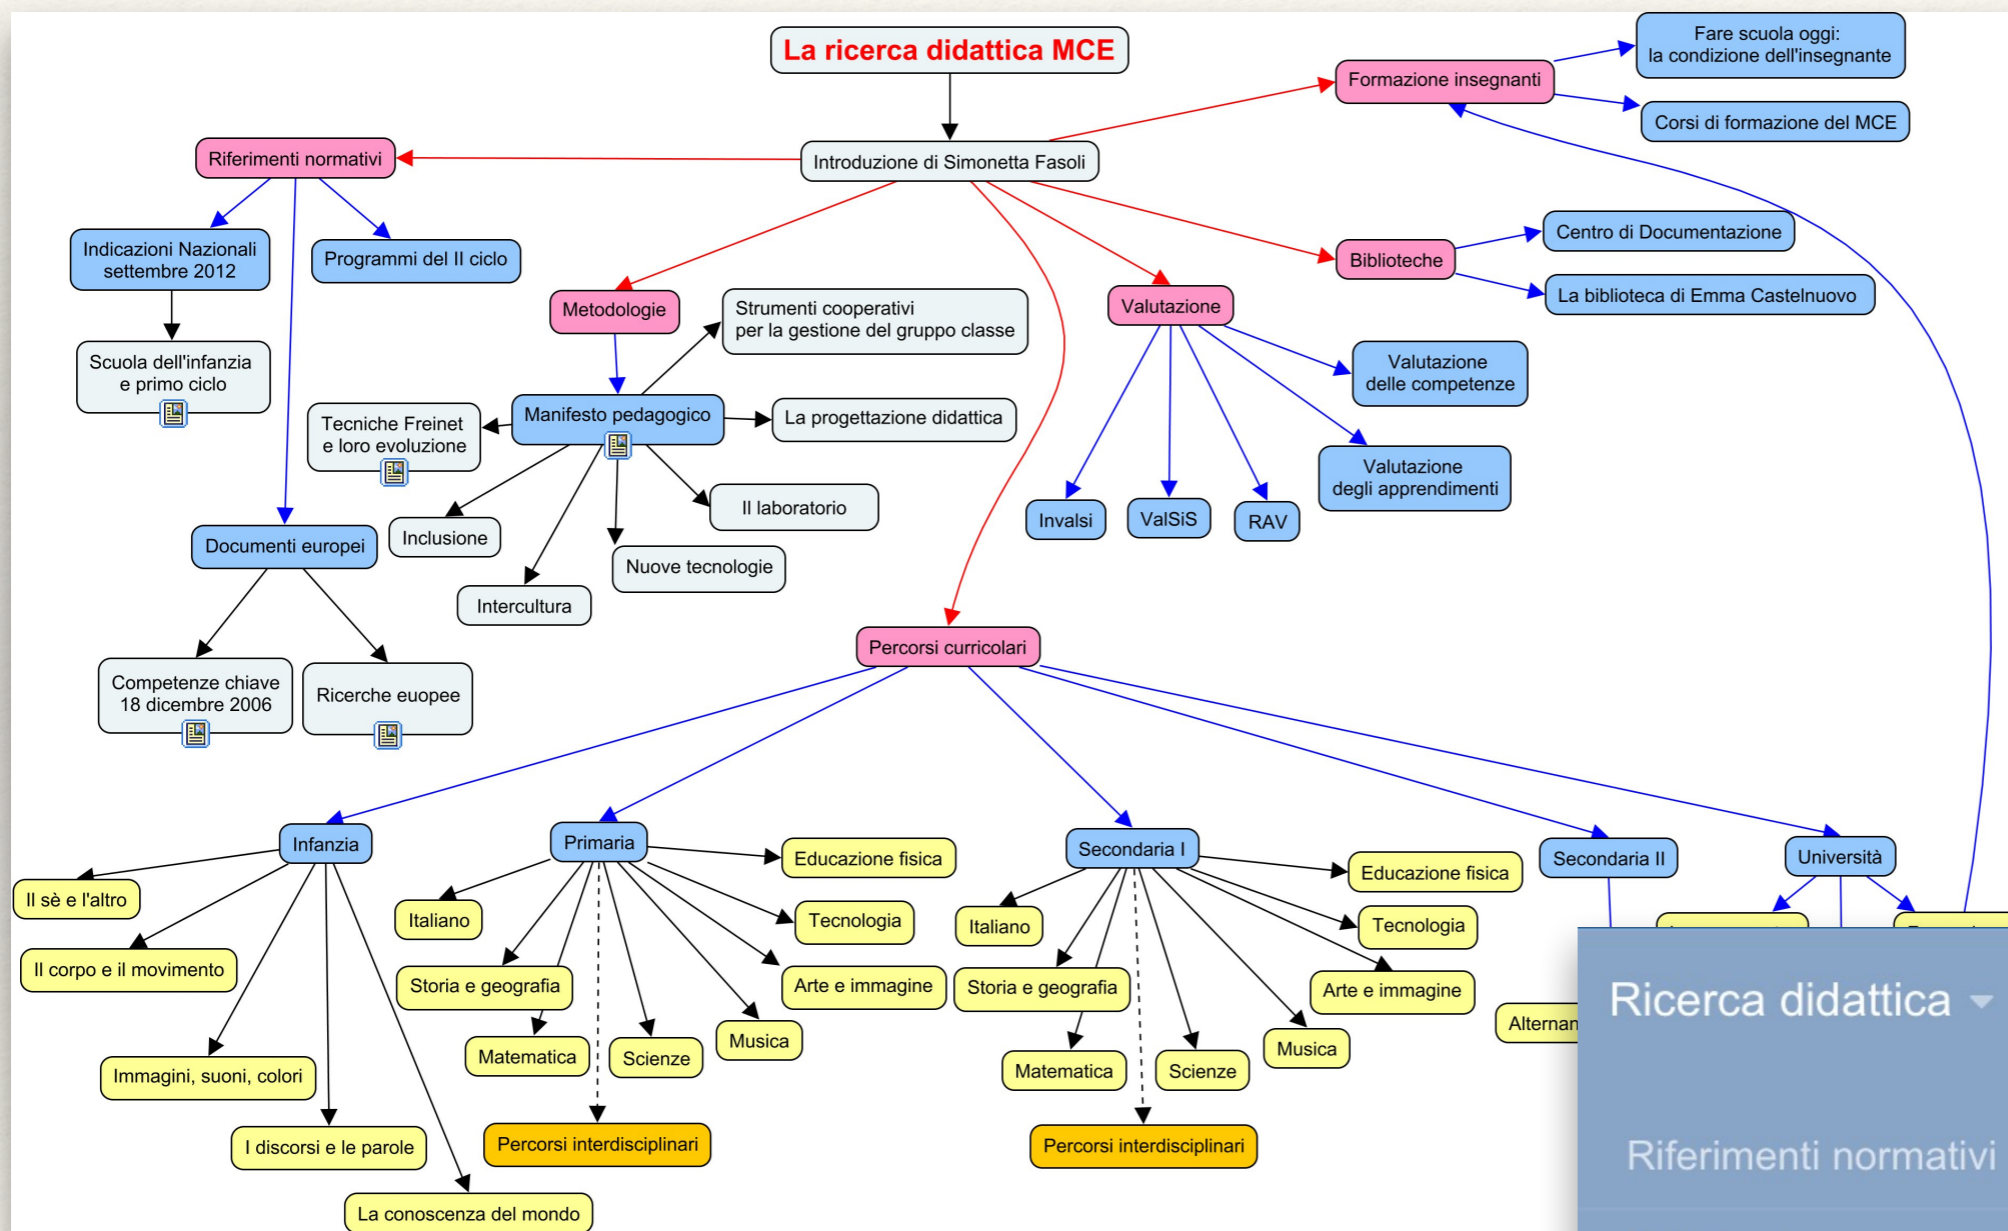 La ricerca didattica MCE
Fare scuola oggi:
la condizione dell'insegnante
Formazione insegnanti
Corsi di formazione del MCE
Riferimenti normativi
Introduzione di Simonetta Fasoli
Indicazioni Nazionali
settembre 2012
Programmi del II ciclo
Centro di Documentazione
Biblioteche
La biblioteca di Emma Castelnuovo
Metodologie
Strumenti cooperativi
per la gestione del gruppo classe
Valutazione
Scuola dell'infanzia
e primo ciclo
Valutazione
delle competenze
Tecniche Freinet
e loro evoluzione
Manifesto pedagogico
La progettazione didattica
Valutazione
degli apprendimenti
Il laboratorio
Invalsi
ValSiS
RAV
Inclusione
Documenti europei
Nuove tecnologie
Intercultura
Percorsi curricolari
Competenze chiave
18 dicembre 2006
Ricerche euopee
Infanzia
Primaria
Secondaria I
Secondaria II
Università
Il sè e l'altro
Il corpo e il movimento
Immagini, suoni, colori
I discorsi e le parole
La conoscenza del mondo
Educazione fisica
Italiano
Tecnologia
Storia e geografia
Arte e immagine
Matematica
Scienze
Musica
Percorsi interdisciplinari
Educazione fisica
Italiano
Tecnologia
Storia e geografia
Arte e immagine
Matematica
Scienze
Musica
Percorsi interdisciplinari
Alternan
Ricerca didattica
Riferimenti normativi